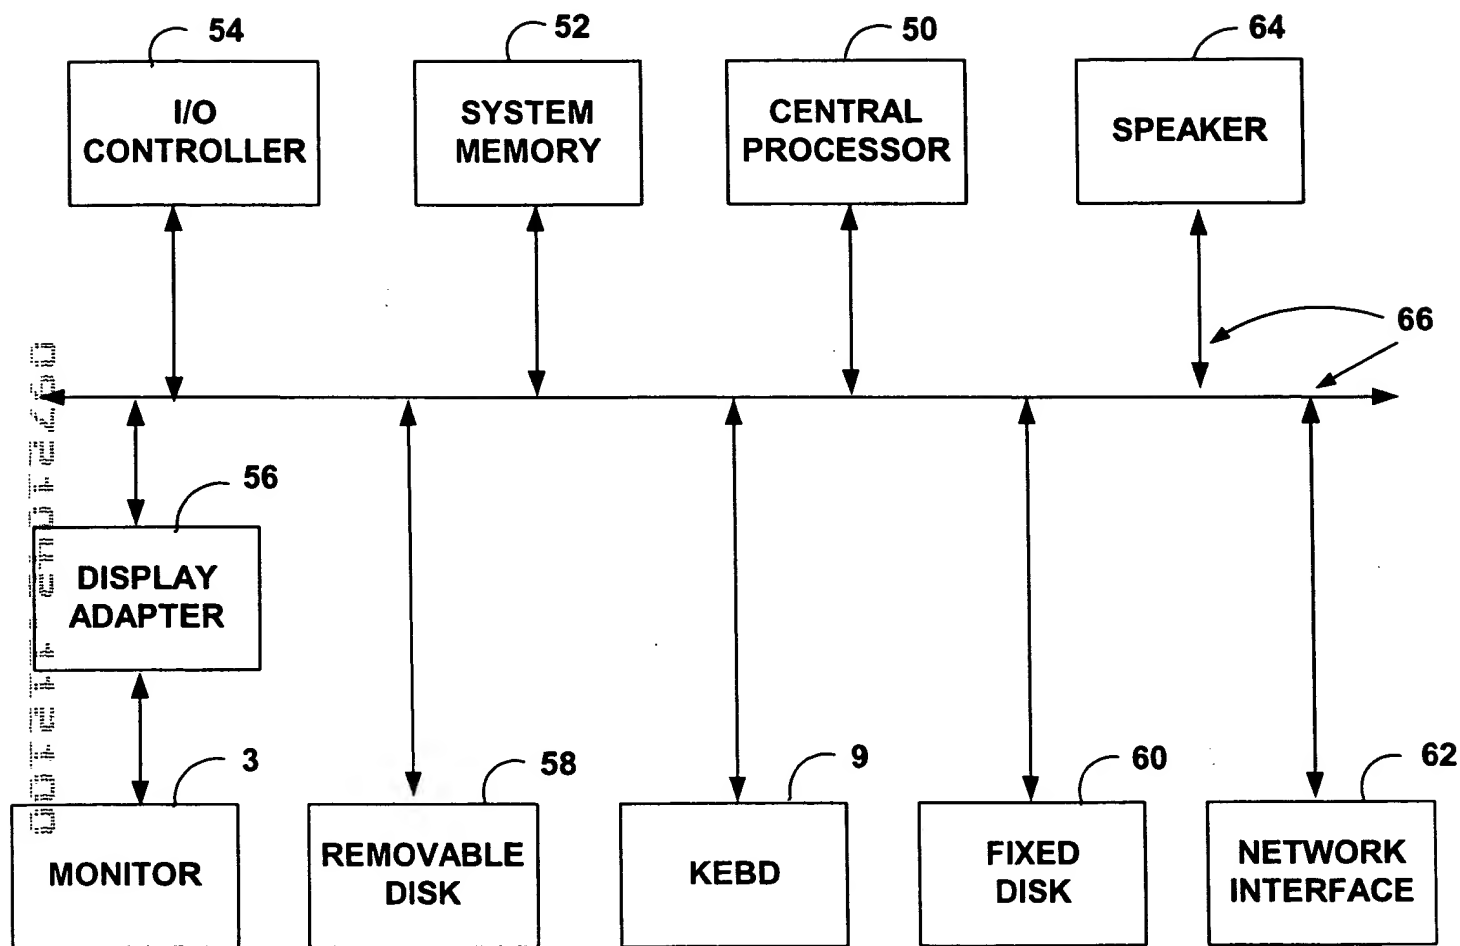 54
52
50
64
I/O
CONTROLLER
SYSTEM
MEMORY
CENTRAL
PROCESSOR
SPEAKER
66
56
DISPLAY
ADAPTER
3
58
9
60
62
MONITOR
REMOVABLE
DISK
KEBD
FIXED
DISK
NETWORK
INTERFACE